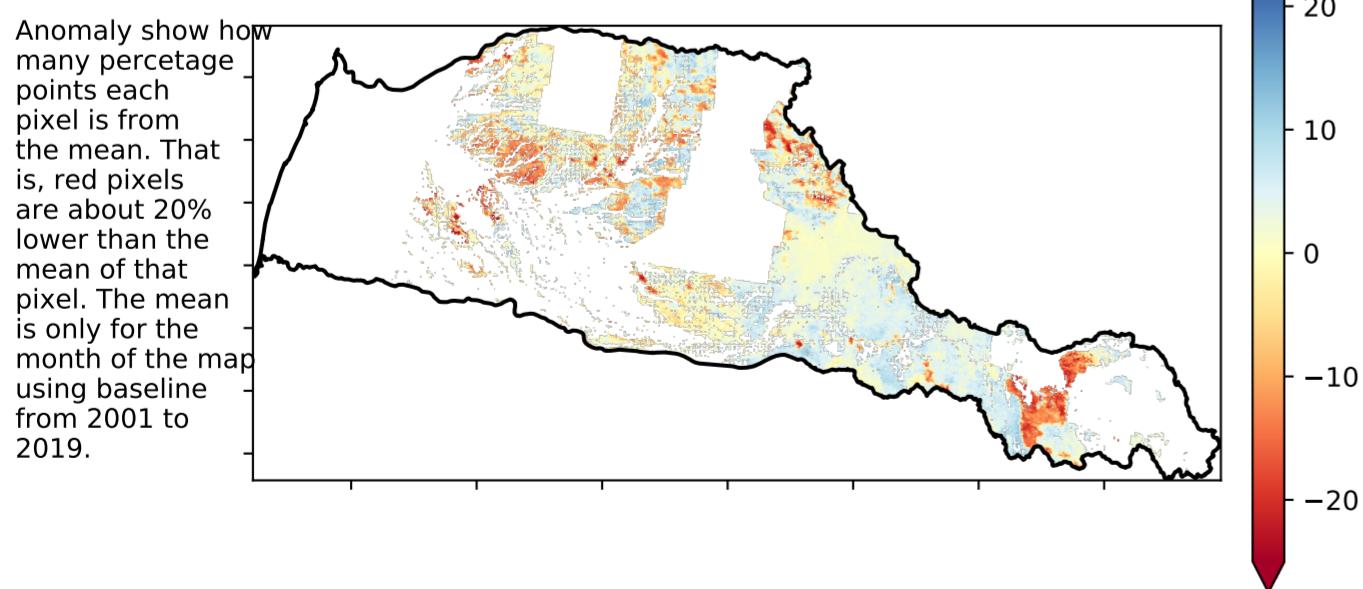 Anomaly show how
many percetage
points each
pixel is from
the mean. That
is, red pixels
are about 20%
lower than the
mean of that
pixel. The mean
is only for the
month of the map
using baseline
from 2001 to
2019.
20
10
0
−10
−20